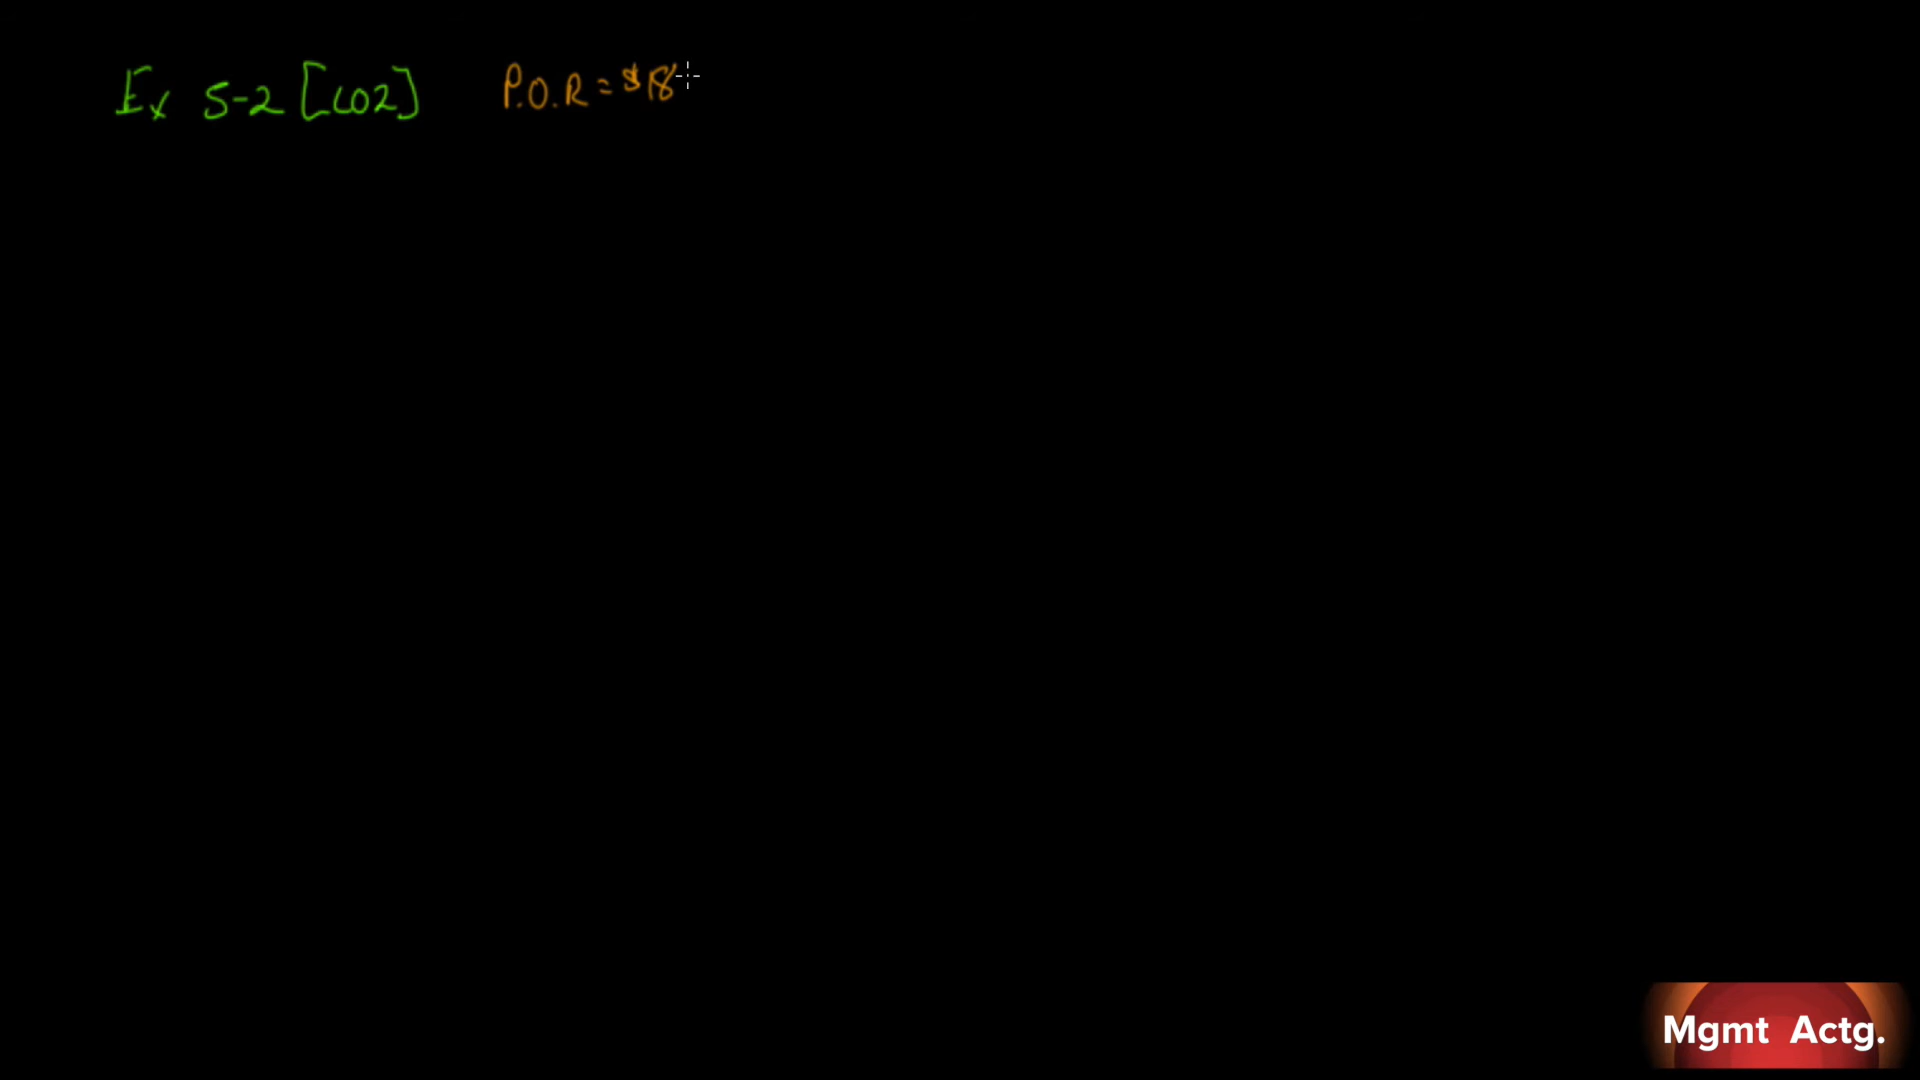 Ex 5-2 [LO2] P.O.R = $18
Mgmt Actg.